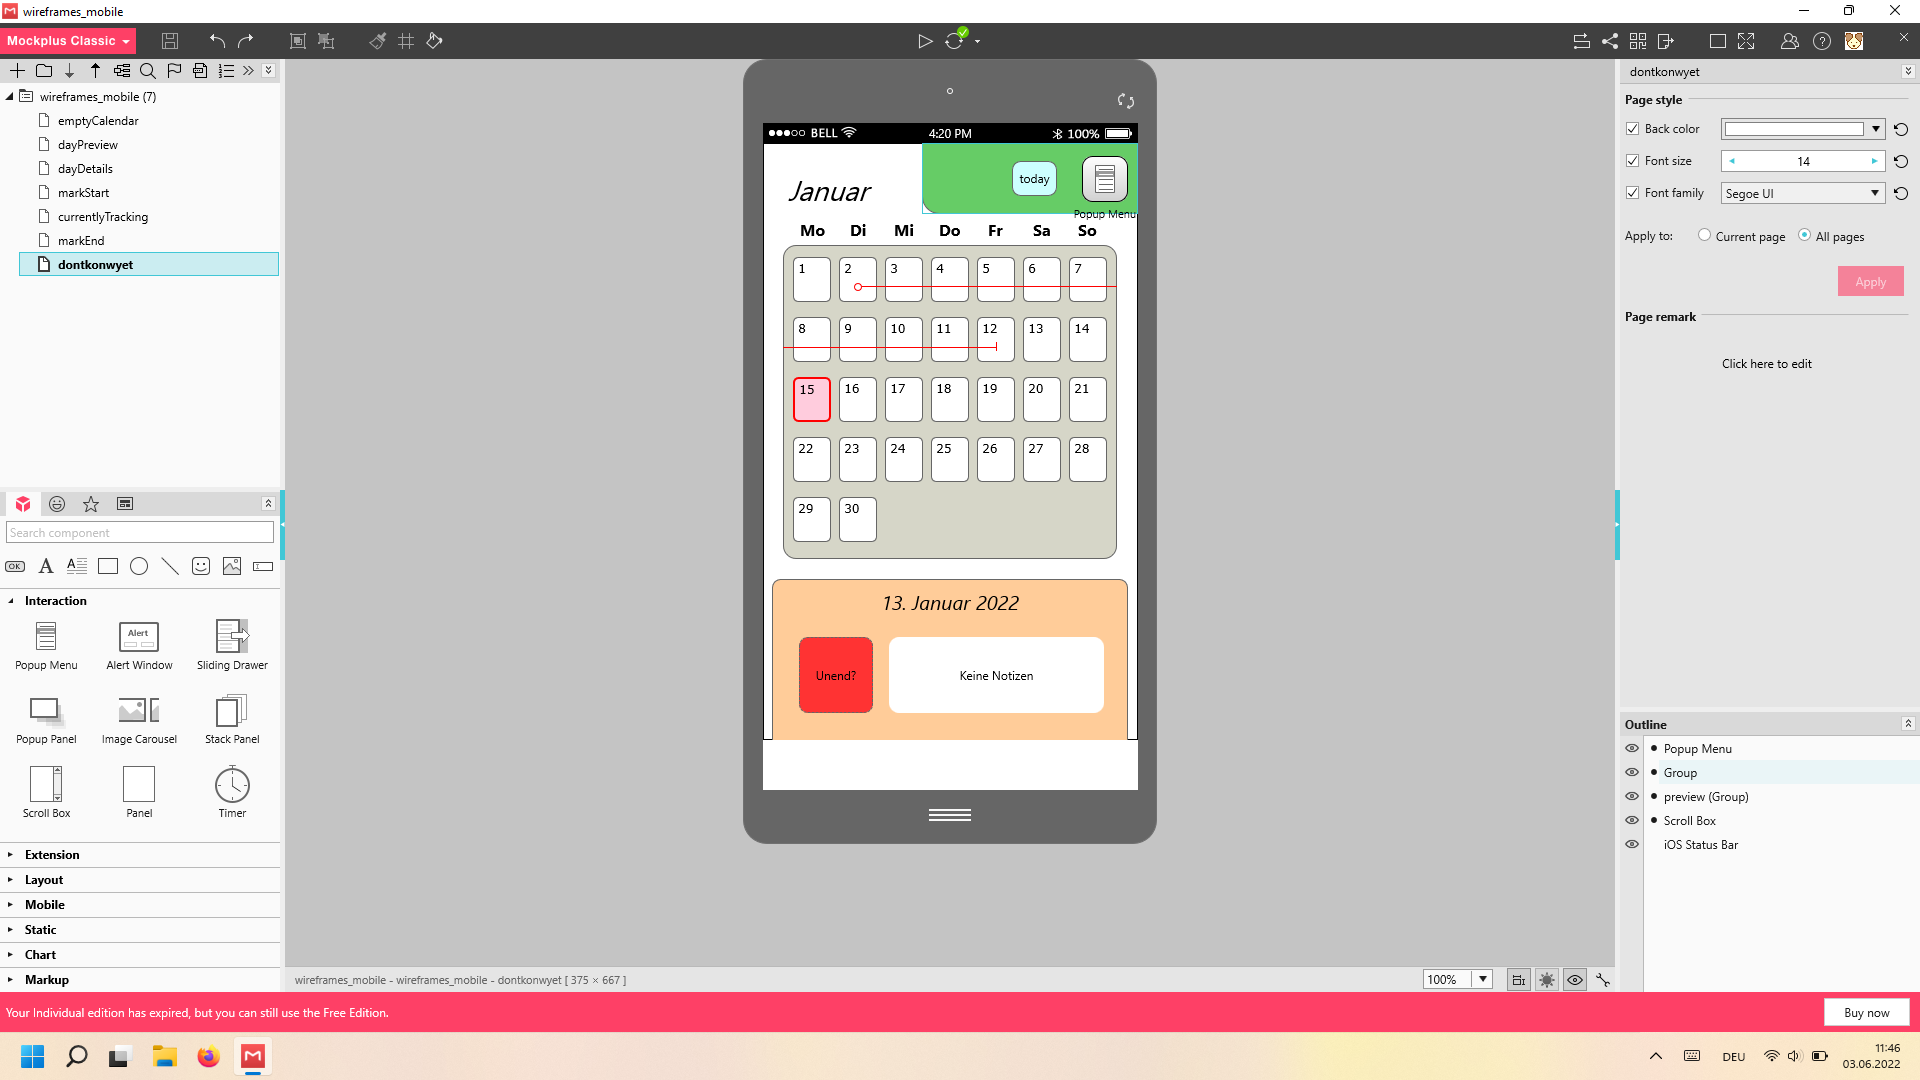 wireframes_mobile
Mockplus Classic
wireframes_mobile (7)
emptyCalendar
dayPreview
dayDetails
markStart
currentlyTracking
markEnd
dontkonwyet
Search component
OK
Interaction
Popup Menu
Alert
Alert Window
Sliding Drawer
Popup Panel
Image Carousel
Stack Panel
Scroll Box
Panel
Timer
Extension
Layout
Mobile
Static
Chart
Markup
BELL 4:20 PM 100%
Januar
today
Popup Menu
Mo Di Mi Do Fr Sa So
1 2 3 4 5 6 7
8 9 10 11 12 13 14
15 16 17 18 19 20 21
22 23 24 25 26 27 28
29 30
13. Januar 2022
Unend?
Keine Notizen
wireframes_mobile - wireframes_mobile - dontkonwyet [ 375 × 667 ]
100%
dontkonwyet
Page style
Back color
Font size 14
Font family Segoe UI
Apply to: Current page All pages
Apply
Page remark
Click here to edit
Outline
Popup Menu
Group
preview (Group)
Scroll Box
iOS Status Bar
Your Individual edition has expired, but you can still use the Free Edition.
Buy now
DEU
11:46
03.06.2022